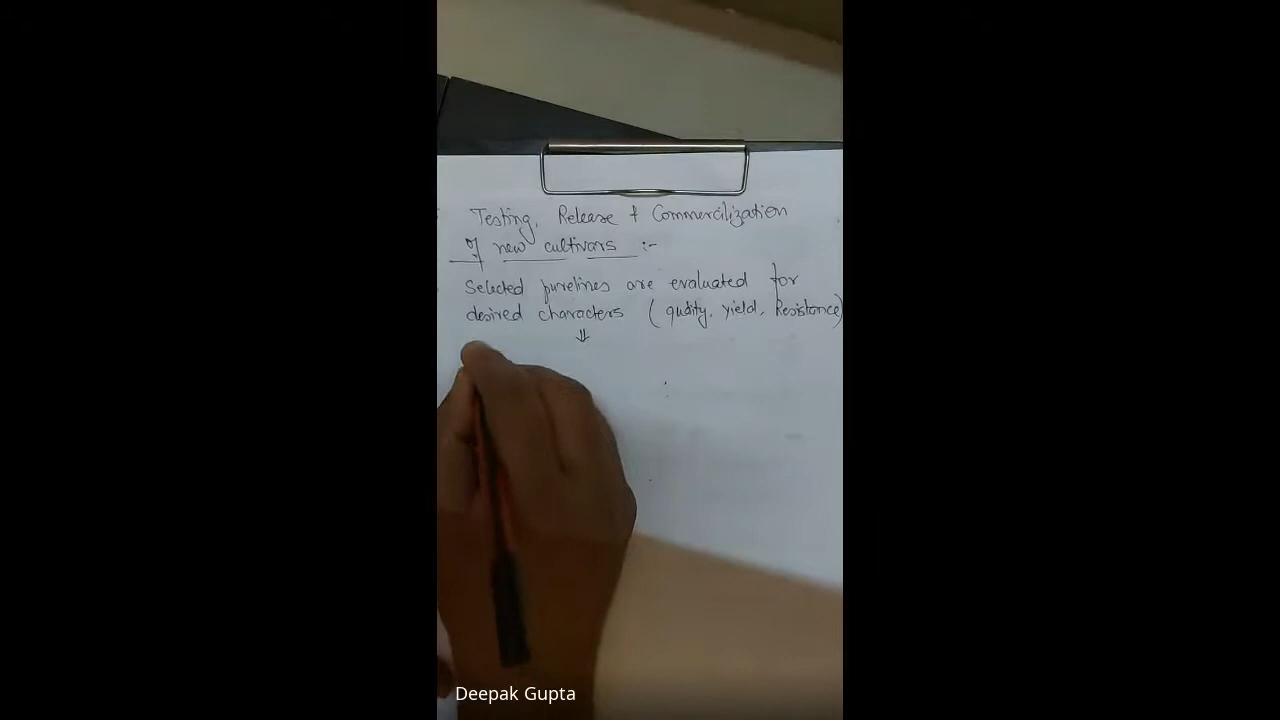 Testing, Release & Commercilization
of new cultivars :-
Selected purelines are evaluated for
desired characters (quality, yield, Resistance)
⇓
Deepak Gupta